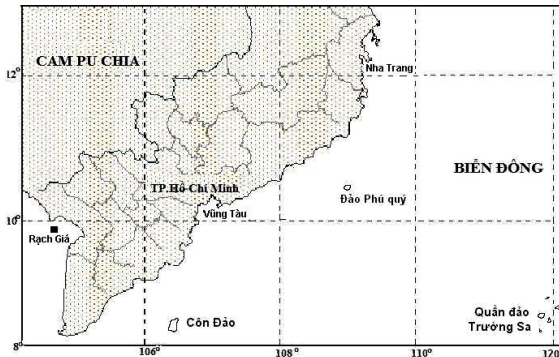 CAM PU CHIA
12°
Nha Trang
BIỂN ĐÔNG
TP.Hồ Chí Minh
Đảo Phú quý
Vũng Tàu
10°
Rạch Giá
Côn Đảo
Quần đảo
Trường Sa
8°
106°
108°
110°
120